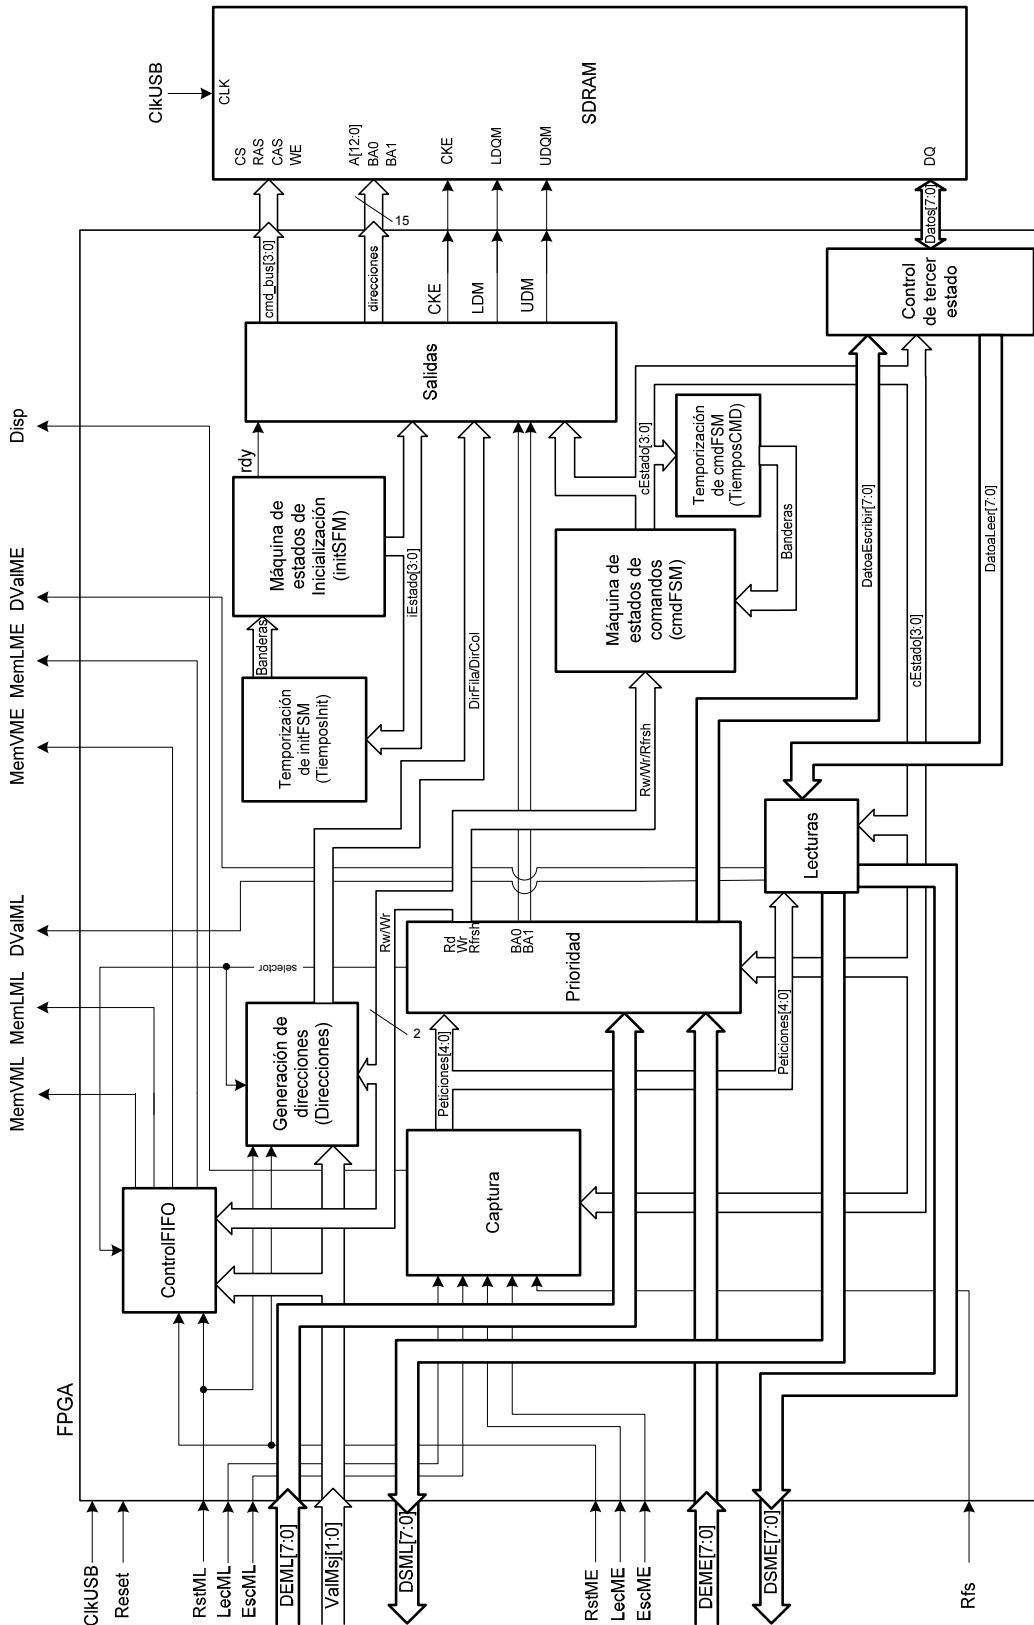 ClkUSB
CLK
CS
RAS
CAS
WE
A[12:0]
BA0
BA1
CKE
LDQM
UDQM
SDRAM
DQ
15
Datos[7:0]
cmd_bus[3:0]
direcciones
CKE
LDM
UDM
Control
de tercer
estado
Salidas
Disp
rdy
Máquina de
estados de
Inicialización
(initSFM)
iEstado[3:0]
Banderas
Temporización
de initFSM
(TiemposInit)
DirFila/DirCol
cEstado[3:0]
Temporización
de cmdFSM
(TiemposCMD)
Banderas
Máquina de
estados de
comandos
(cmdFSM)
DatoaEscribir[7:0]
DatoaLeer[7:0]
cEstado[3:0]
Rw/Wr/Rfrsh
DValME
MemLME
MemVME
DValML
MemLML
MemVML
Lecturas
Rw/Wr
Rd
Wr
Rfrsh
BA0
BA1
Prioridad
selector
2
Generación de
direcciones
(Direcciones)
Peticiones[4:0]
Peticiones[4:0]
Captura
ControlFIFO
FPGA
ClkUSB
Reset
RstML
LecML
EscML
DEML[7:0]
ValMsj[1:0]
DSML[7:0]
RstME
LecME
EscME
DEME[7:0]
DSME[7:0]
Rfs